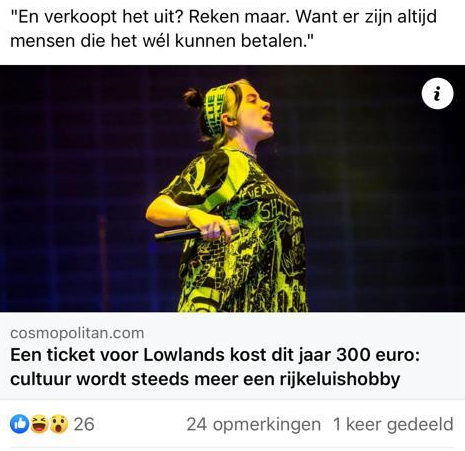 "En verkoopt het uit? Reken maar. Want er zijn altijd
mensen die het wél kunnen betalen."
cosmopolitan.com
Een ticket voor Lowlands kost dit jaar 300 euro:
cultuur wordt steeds meer een rijkeluishobby
26
24 opmerkingen 1 keer gedeeld